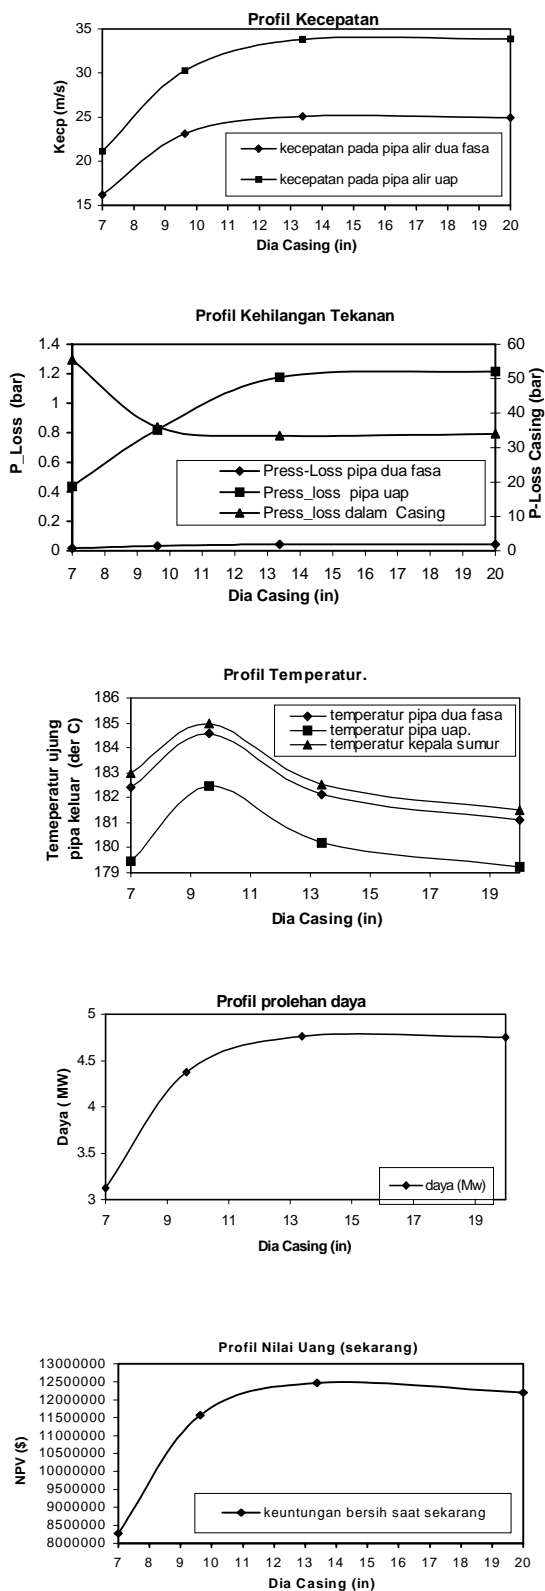 Profil Kecepatan
35
30
25
20
15
Kecp (m/s)
kecepatan pada pipa alir dua fasa
kecepatan pada pipa alir uap
7 8 9 10 11 12 13 14 15 16 17 18 19 20
Dia Casing (in)
Profil Kehilangan Tekanan
1.4
1.2
1
0.8
0.6
0.4
0.2
0
P_Loss (bar)
60
50
40
30
20
10
0
P-Loss Casing (bar)
Press-Loss pipa dua fasa
Press_loss pipa uap
Press_loss dalam Casing
7 8 9 10 11 12 13 14 15 16 17 18 19 20
Dia Casing (in)
Profil Temperatur.
186
185
184
183
182
181
180
179
Temeperatur ujung
pipa keluar (der C)
temperatur pipa dua fasa
temperatur pipa uap.
temperatur kepala sumur
7 9 11 13 15 17 19
Dia Casing (in)
Profil prolehan daya
5
4.5
4
3.5
3
Daya ( MW)
daya (Mw)
7 9 11 13 15 17 19
Dia Casing (in)
Profil Nilai Uang (sekarang)
13000000
12500000
12000000
11500000
11000000
10500000
10000000
9500000
9000000
8500000
8000000
NPV ($)
keuntungan bersih saat sekarang
7 8 9 10 11 12 13 14 15 16 17 18 19 20
Dia Casing (in)